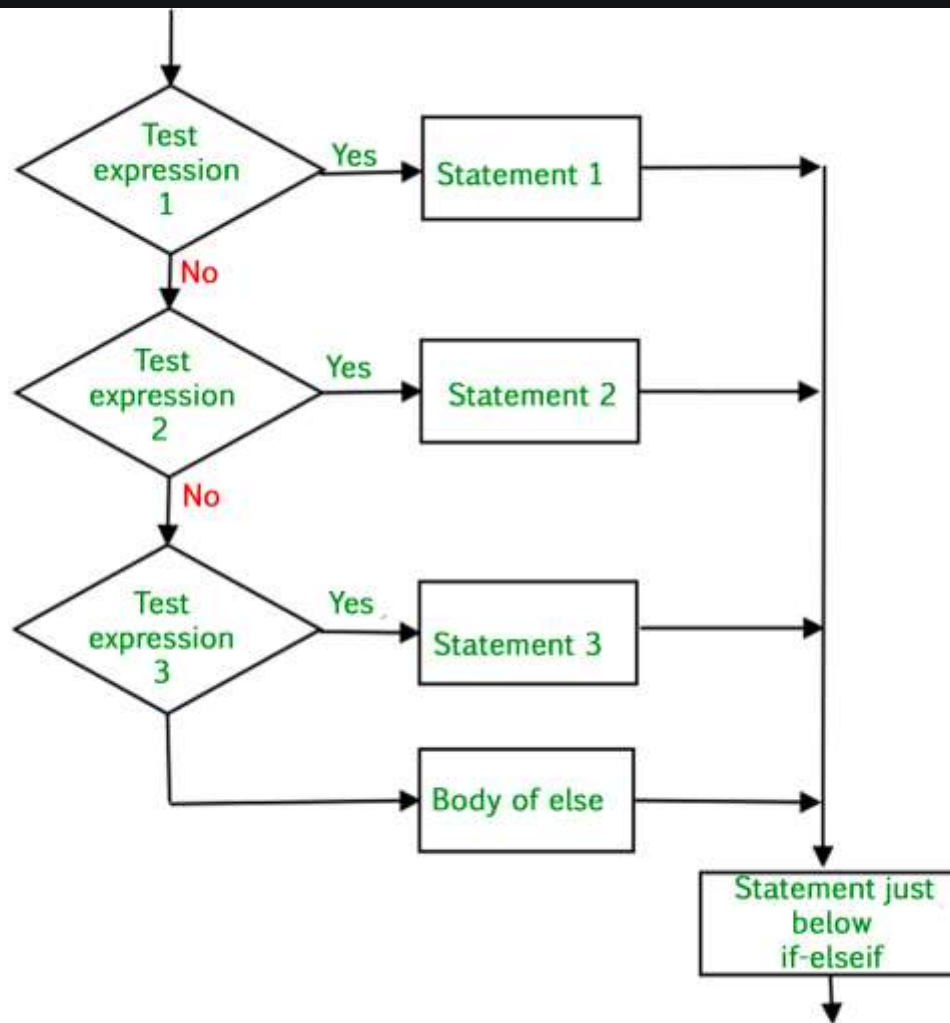 Test
expression
1
Yes
Statement 1
No
Test
expression
2
Yes
Statement 2
No
Test
expression
3
Yes
Statement 3
Body of else
Statement just
below
if-elseif